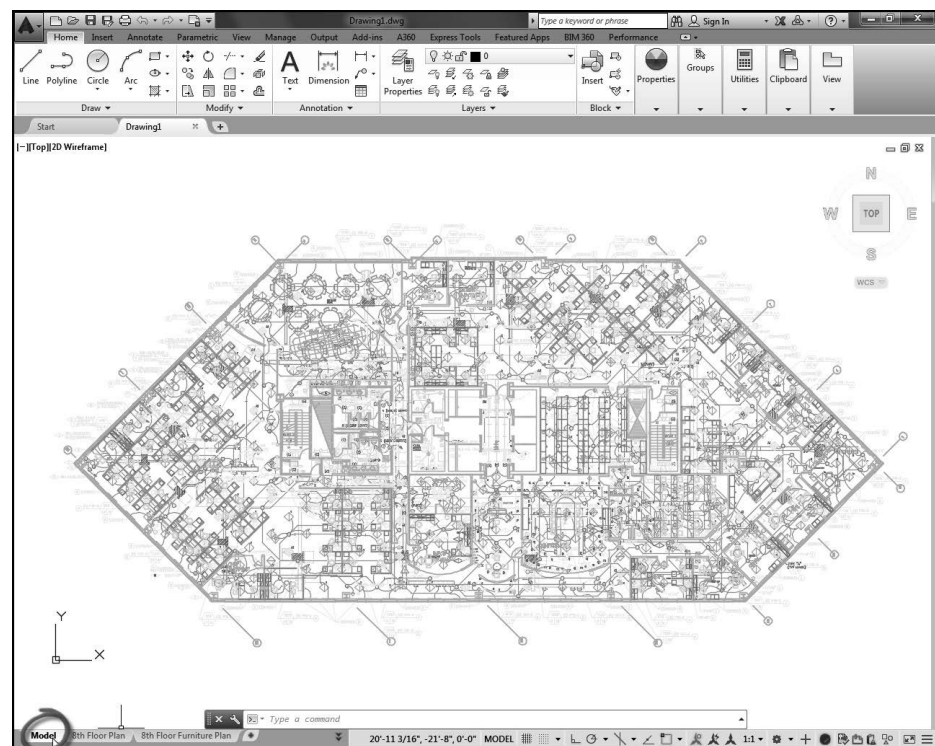 Drawing1.dwg
Type a keyword or phrase
Sign In
Home Insert Annotate Parametric View Manage Output Add-ins A360 Express Tools Featured Apps BIM 360 Performance
Line Polyline Circle Arc
Text Dimension
Layer Properties
0
Insert
Properties
Groups
Utilities
Clipboard
View
Draw
Modify
Annotation
Layers
Block
Start
Drawing1
[−][Top][2D Wireframe]
N
W TOP E
S
WCS
Y
X
Type a command
Model
8th Floor Plan
8th Floor Furniture Plan
20'-11 3/16", -21'-8", 0'-0" MODEL
1:1